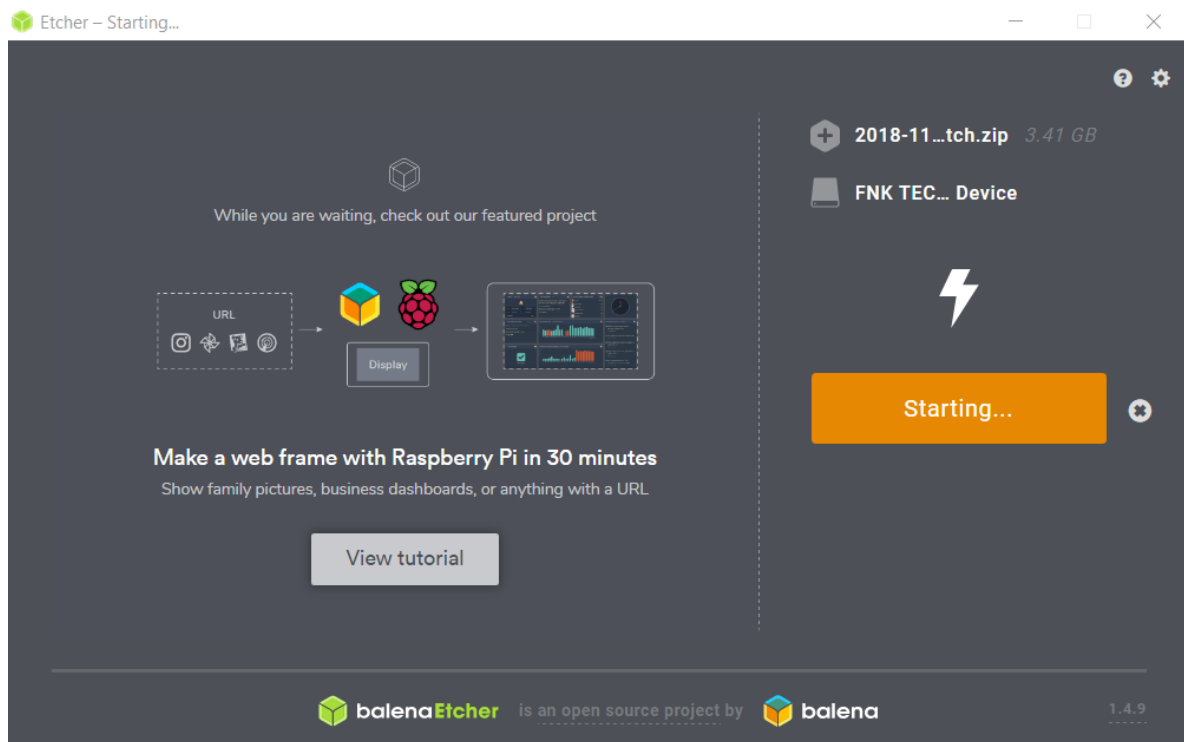 Etcher – Starting...
2018-11...tch.zip 3.41 GB
FNK TEC... Device
While you are waiting, check out our featured project
URL
Display
Starting...
Make a web frame with Raspberry Pi in 30 minutes
Show family pictures, business dashboards, or anything with a URL
View tutorial
balenaEtcher is an open source project by balena 1.4.9